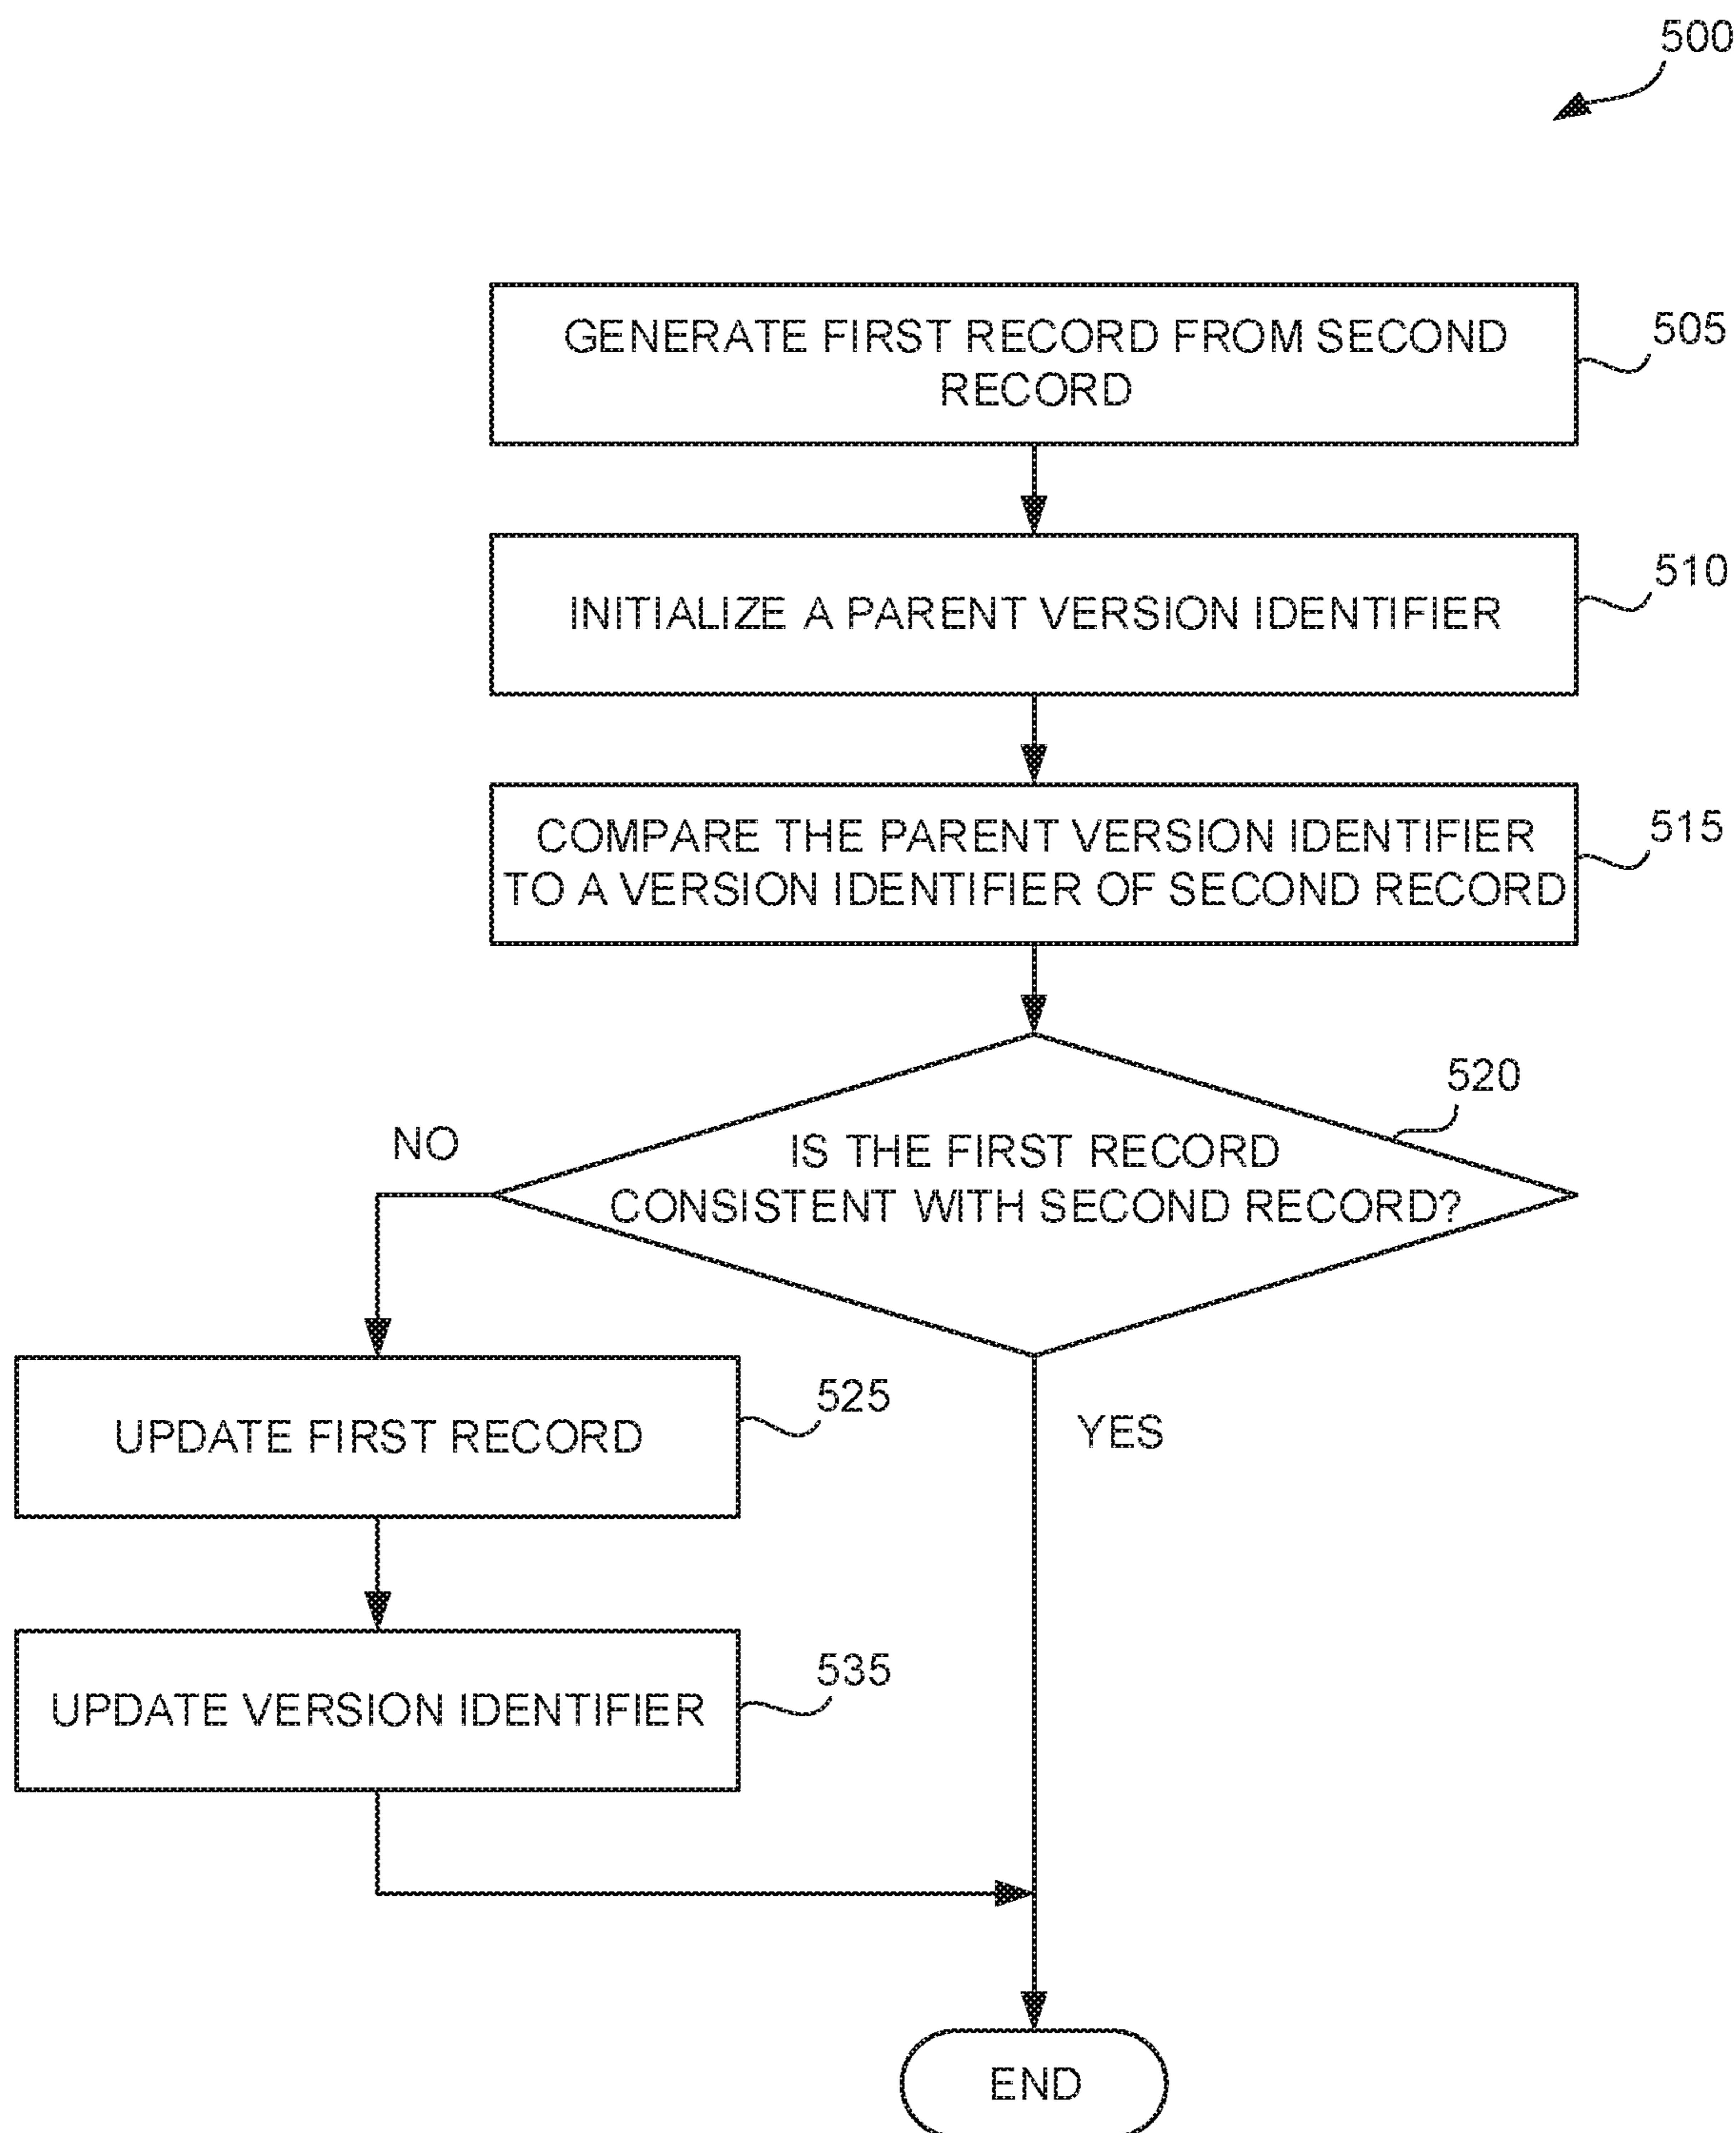 500
GENERATE FIRST RECORD FROM SECOND
RECORD
505
INITIALIZE A PARENT VERSION IDENTIFIER
510
COMPARE THE PARENT VERSION IDENTIFIER
TO A VERSION IDENTIFIER OF SECOND RECORD
515
520
NO
IS THE FIRST RECORD
CONSISTENT WITH SECOND RECORD?
UPDATE FIRST RECORD
525
YES
UPDATE VERSION IDENTIFIER
535
END